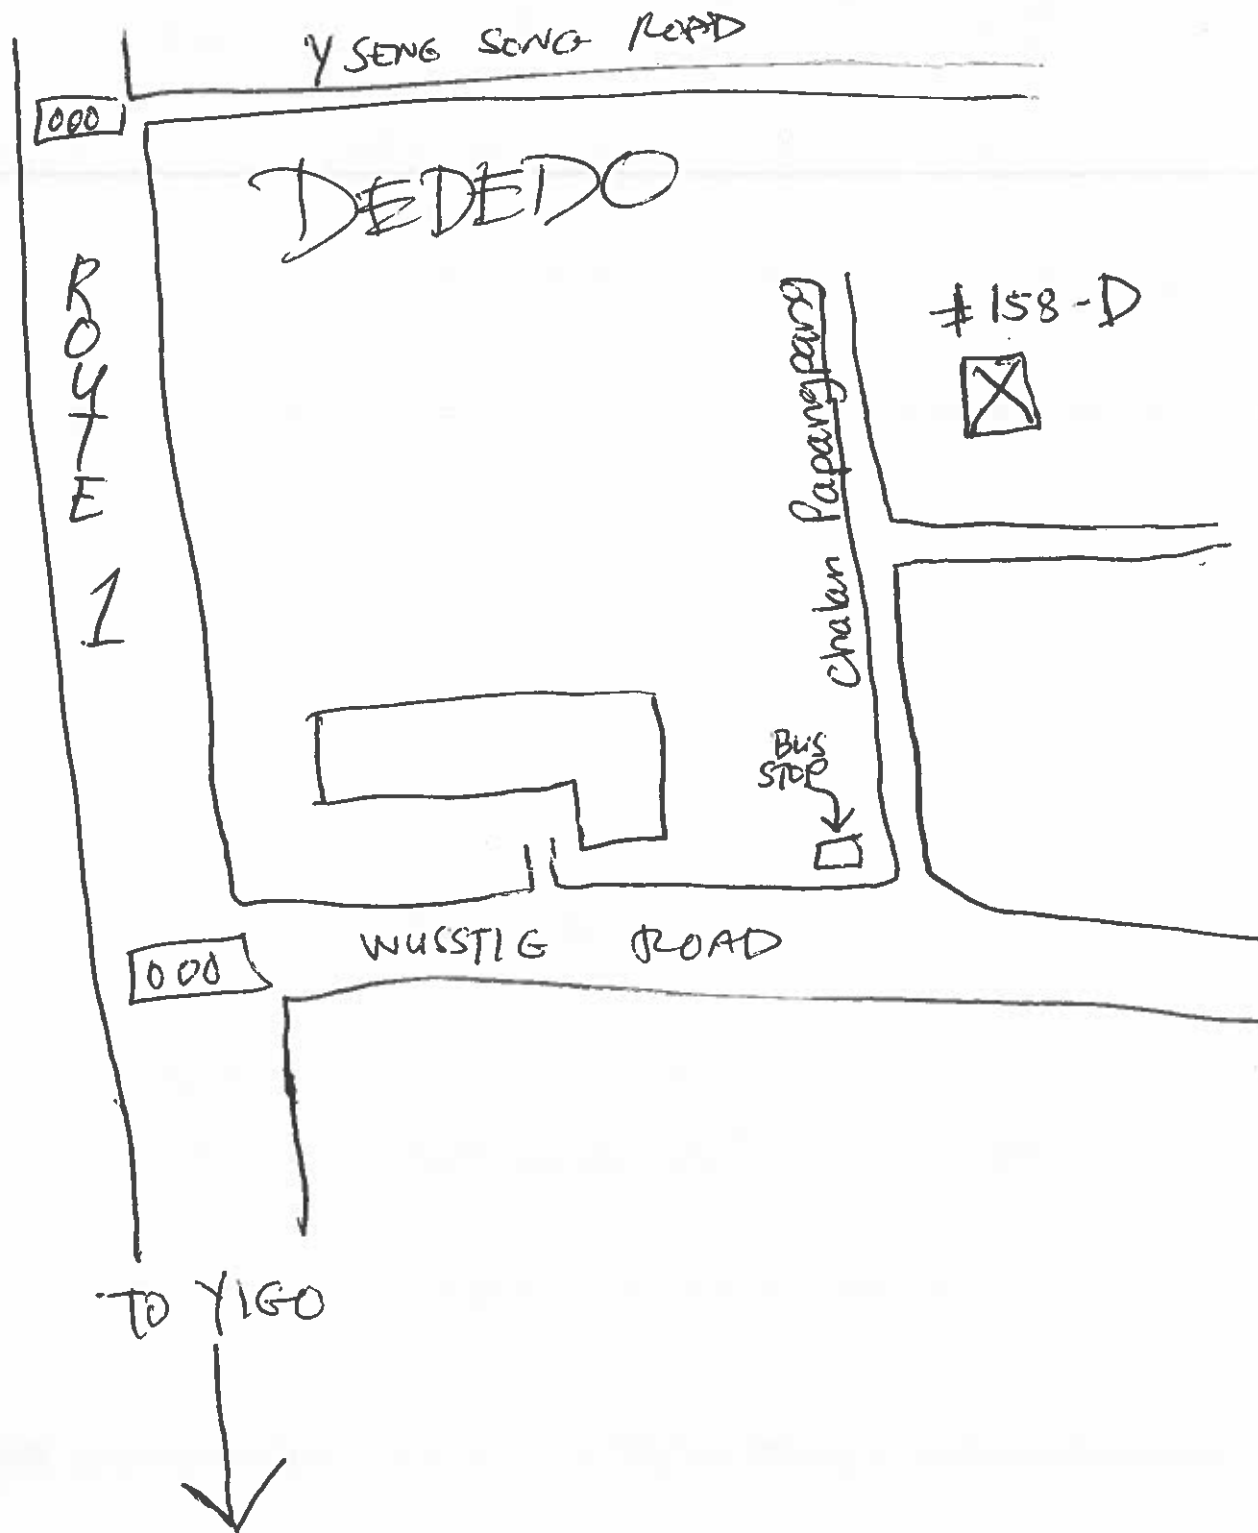 Y SENG SONG ROAD
000
DEDEDO
ROUTE 1
#158-D
Chalan Papangpang
BUS
STOP
WUSSTIG ROAD
000
TO YIGO